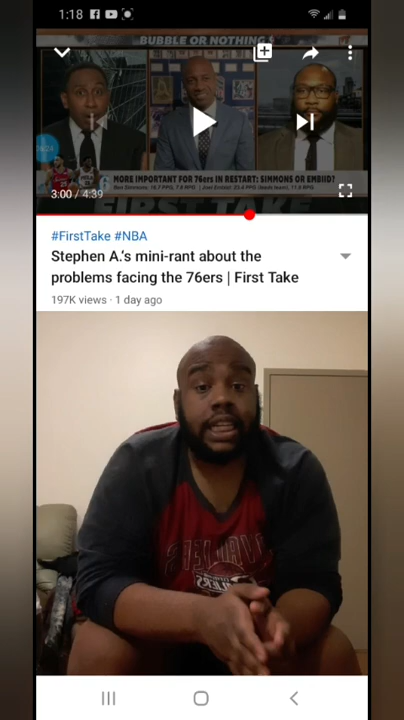 1:18
BUBBLE OR NOTHING
MORE IMPORTANT FOR 76ers IN RESTART: SIMMONS OR EMBIID?
3:00 / 4:39
FIRST TAKE
#FirstTake #NBA
Stephen A.'s mini-rant about the
problems facing the 76ers | First Take
197K views · 1 day ago
CAVALIERS